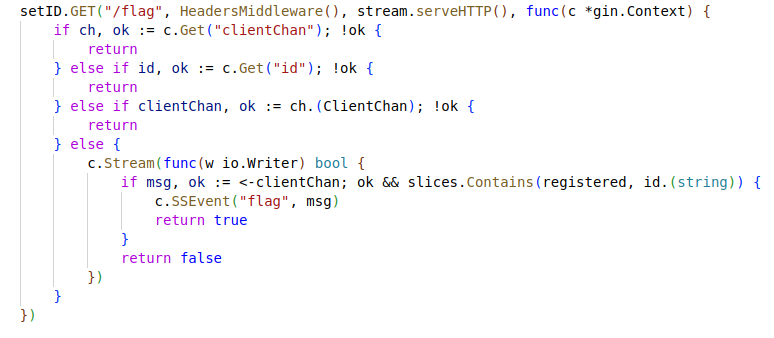 setID.GET("/flag", HeadersMiddleware(), stream.serveHTTP(), func(c *gin.Context) {
    if ch, ok := c.Get("clientChan"); !ok {
        return
    } else if id, ok := c.Get("id"); !ok {
        return
    } else if clientChan, ok := ch.(ClientChan); !ok {
        return
    } else {
        c.Stream(func(w io.Writer) bool {
            if msg, ok := <-clientChan; ok && slices.Contains(registered, id.(string)) {
                c.SSEvent("flag", msg)
                return true
            }
            return false
        })
    }
})